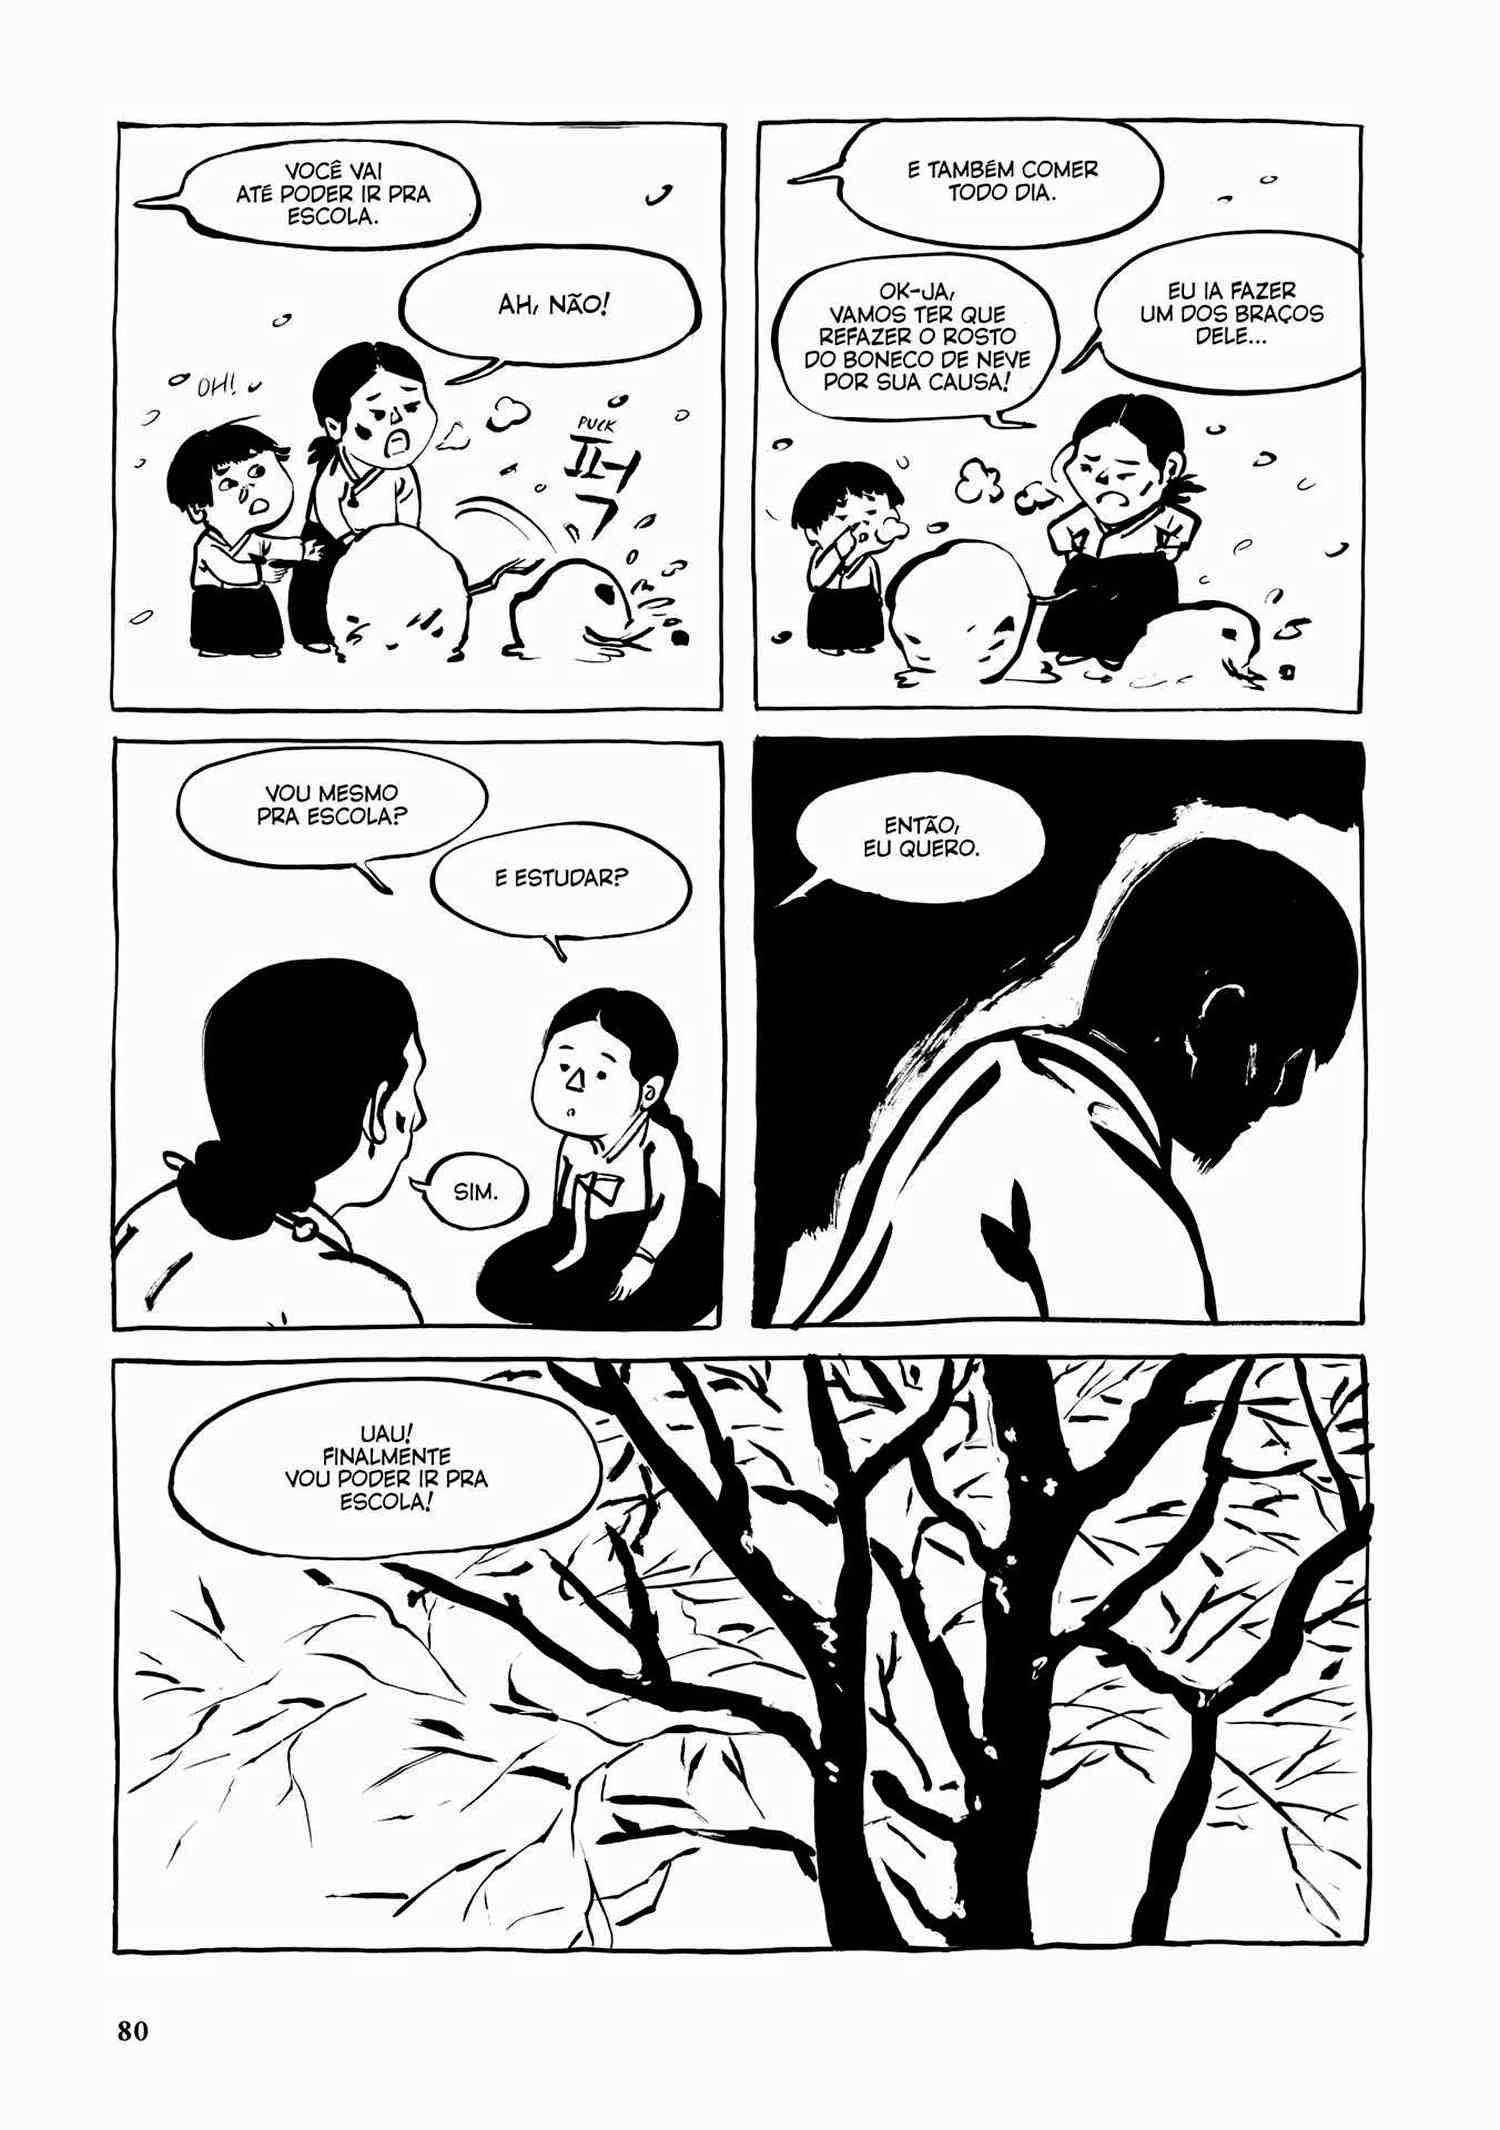 VOCÊ VAI
ATÉ PODER IR PRA
ESCOLA.
AH, NÃO!
OH!
PUCK
퍽
E TAMBÉM COMER
TODO DIA.
OK-JA,
VAMOS TER QUE
REFAZER O ROSTO
DO BONECO DE NEVE
POR SUA CAUSA!
EU IA FAZER
UM DOS BRAÇOS
DELE...
VOU MESMO
PRA ESCOLA?
E ESTUDAR?
SIM.
ENTÃO,
EU QUERO.
UAU!
FINALMENTE
VOU PODER IR PRA
ESCOLA!
80